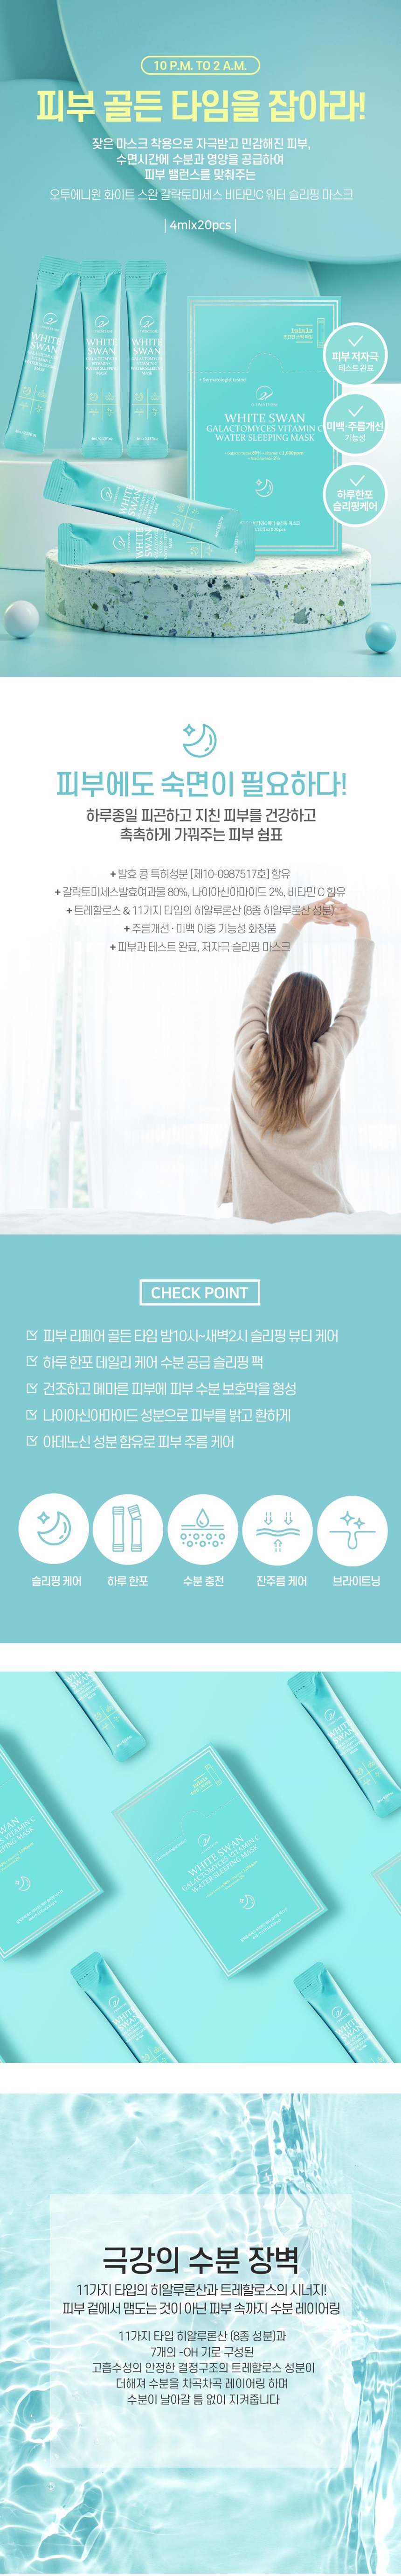 10 P.M. TO 2 A.M.
피부 골든 타임을 잡아라!
잦은 마스크 착용으로 자극받고 민감해진 피부,
수면시간에 수분과 영양을 공급하여
피부 밸런스를 맞춰주는
오투에니원 화이트 스완 갈락토미세스 비타민C 워터 슬리핑 마스크
| 4mlx20pcs |
WHITE SWAN
WHITE SWAN
WHITE SWAN
WHITE SWAN
GALACTOMYCES VITAMIN C
WATER SLEEPING MASK
피부 저자극
테스트 완료
미백·주름개선
기능성
하루한포
슬리핑케어
피부에도 숙면이 필요하다!
하루종일 피곤하고 지친 피부를 건강하고
촉촉하게 가꿔주는 피부 쉼표
+ 발효 콩 특허성분 [제10-0987517호] 함유
+ 갈락토미세스발효여과물 80%, 나이아신아마이드 2%, 비타민 C 함유
+ 트레할로스 & 11가지 타입의 히알루론산 (8종 히알루론산 성분)
+ 주름개선 · 미백 이중 기능성 화장품
+ 피부과 테스트 완료, 저자극 슬리핑 마스크
CHECK POINT
피부 리페어 골든 타임 밤10시~새벽2시 슬리핑 뷰티 케어
하루 한포 데일리 케어 수분 공급 슬리핑 팩
건조하고 메마른 피부에 피부 수분 보호막을 형성
나이아신아마이드 성분으로 피부를 밝고 환하게
아데노신 성분 함유로 피부 주름 케어
슬리핑 케어
하루 한포
수분 충전
잔주름 케어
브라이트닝
WHITE SWAN
GALACTOMYCES VITAMIN C
WATER SLEEPING MASK
극강의 수분 장벽
11가지 타입의 히알루론산과 트레할로스의 시너지!
피부 겉에서 맴도는 것이 아닌 피부 속까지 수분 레이어링
11가지 타입 히알루론산 (8종 성분)과
7개의 -OH 기로 구성된
고흡수성의 안정한 결정구조의 트레할로스 성분이
더해져 수분을 차곡차곡 레이어링 하며
수분이 날아갈 틈 없이 지켜줍니다